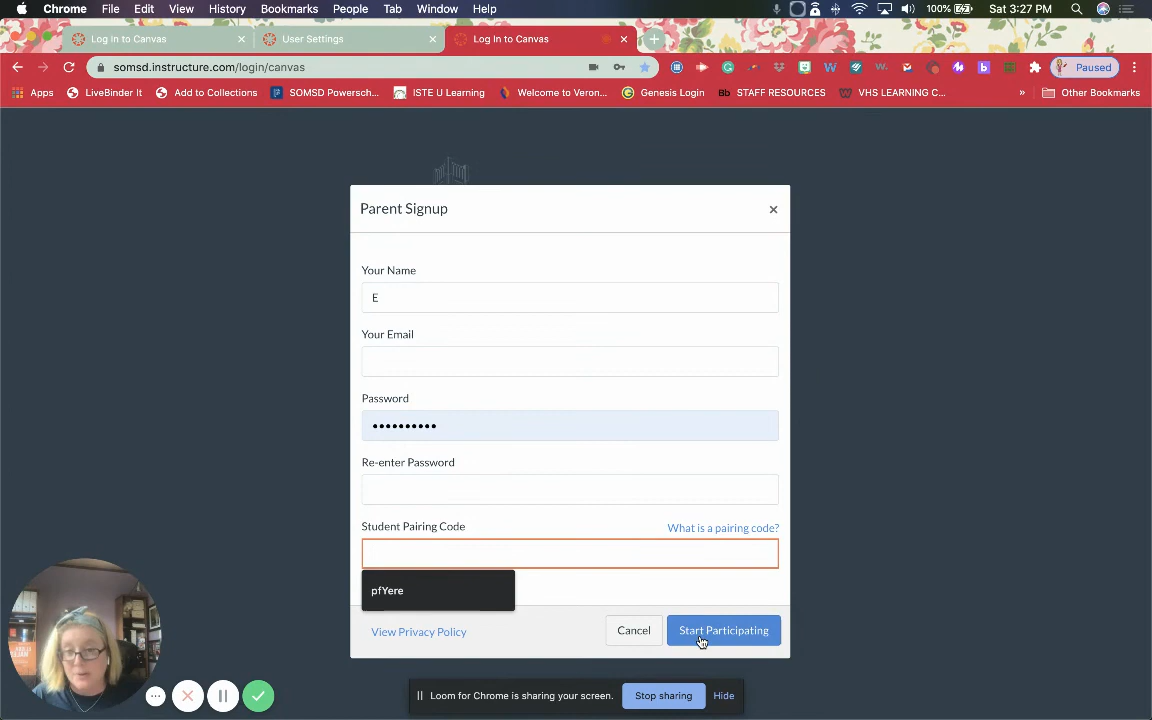 Chrome File Edit View History Bookmarks People Tab Window Help 100% Sat 3:27 PM
Log In to Canvas User Settings Log In to Canvas
somsd.instructure.com/login/canvas Paused
Apps LiveBinder It Add to Collections SOMSD Powersch... ISTE U Learning Welcome to Veron... Genesis Login Bb STAFF RESOURCES VHS LEARNING C... » Other Bookmarks
Parent Signup
Your Name
E
Your Email
Password
••••••••••
Re-enter Password
Student Pairing Code What is a pairing code?
pfYere
View Privacy Policy Cancel Start Participating
Loom for Chrome is sharing your screen. Stop sharing Hide